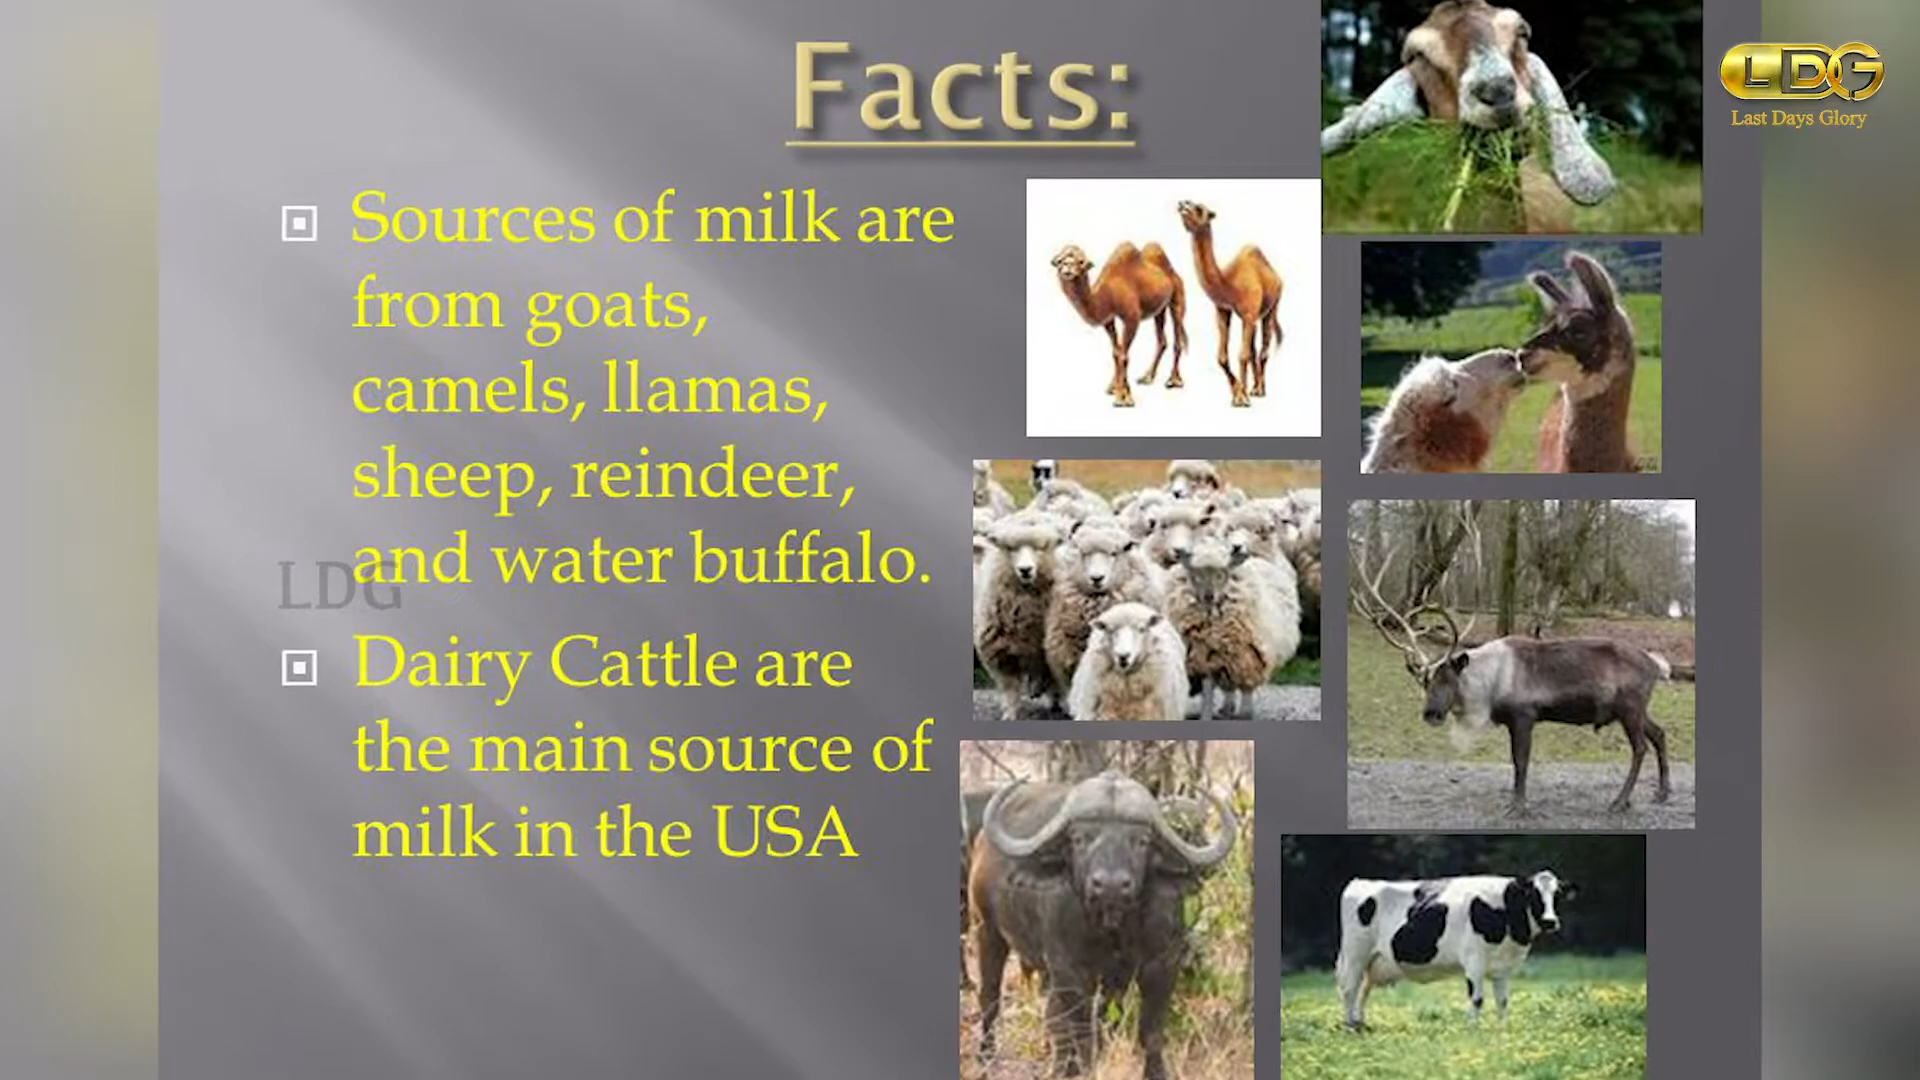 Facts:
LDG
Last Days Glory
Sources of milk are
from goats,
camels, llamas,
sheep, reindeer,
and water buffalo.
LDG
Dairy Cattle are
the main source of
milk in the USA